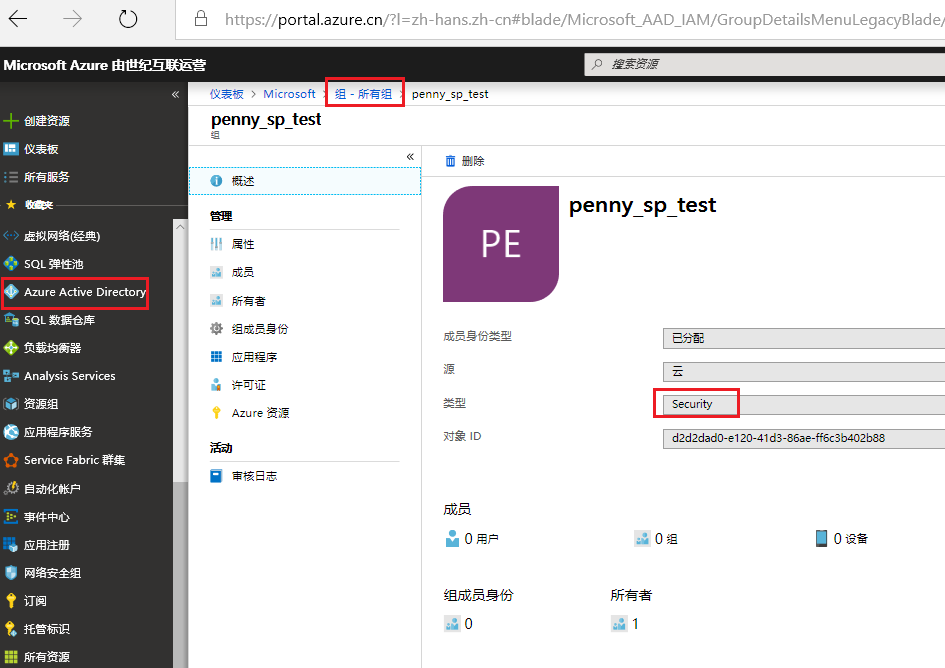 https://portal.azure.cn/?l=zh-hans.zh-cn#blade/Microsoft_AAD_IAM/GroupDetailsMenuLegacyBlade/
Microsoft Azure 由世纪互联运营
搜索资源
«
创建资源
仪表板
所有服务
收藏夹
虚拟网络(经典)
SQL 弹性池
Azure Active Directory
SQL 数据仓库
负载均衡器
Analysis Services
资源组
应用程序服务
Service Fabric 群集
自动化帐户
事件中心
应用注册
网络安全组
订阅
托管标识
所有资源
仪表板 > Microsoft > 组 - 所有组 > penny_sp_test
penny_sp_test
组
«
概述
管理
属性
成员
所有者
组成员身份
应用程序
许可证
Azure 资源
活动
审核日志
删除
PE
penny_sp_test
成员身份类型 已分配
源 云
类型 Security
对象 ID d2d2dad0-e120-41d3-86ae-ff6c3b402b88
成员
0 用户 0 组 0 设备
组成员身份 所有者
0 1